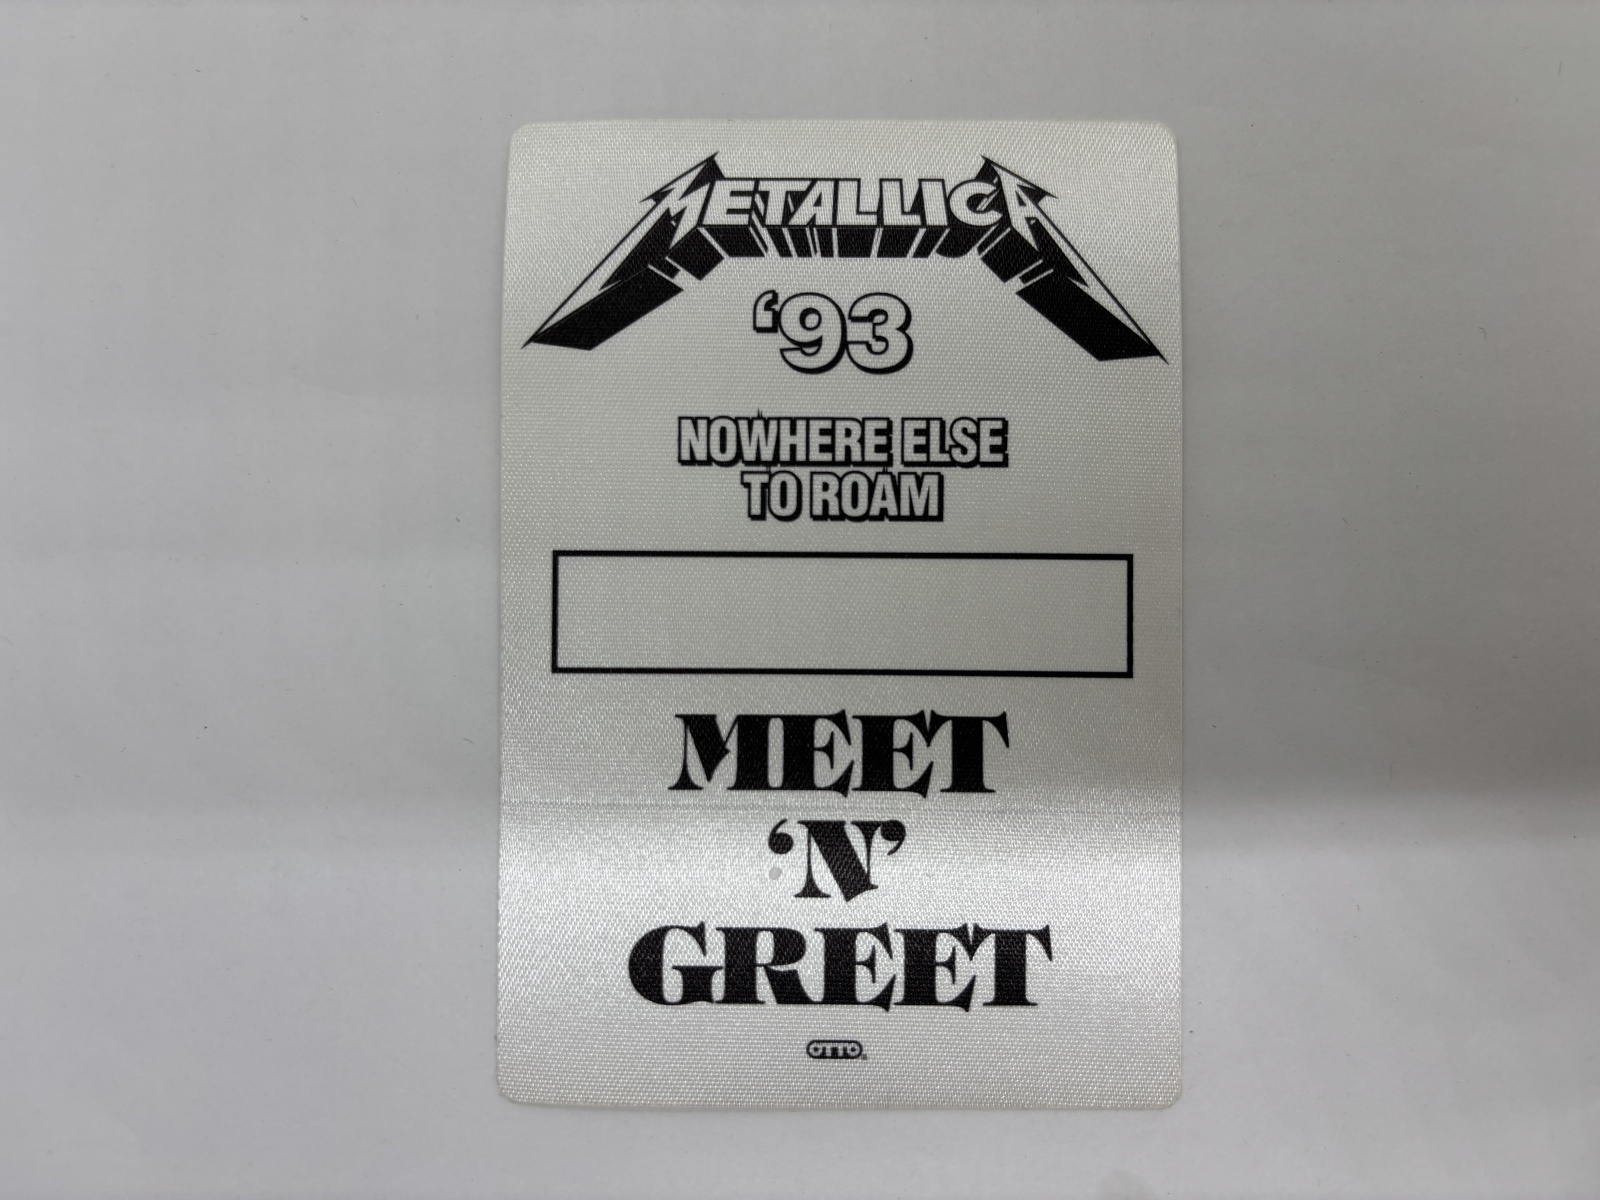 METALLICA
‘93
NOWHERE ELSE
TO ROAM
MEET
‘N’
GREET
OTTO